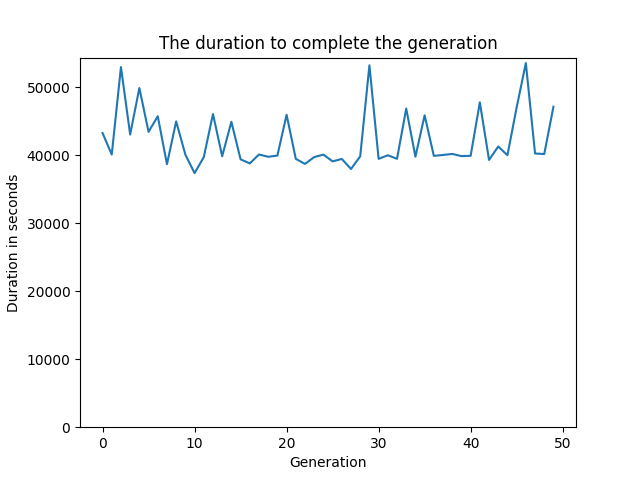 The duration to complete the generation
50000
40000
30000
20000
10000
0
Duration in seconds
0 10 20 30 40 50
Generation